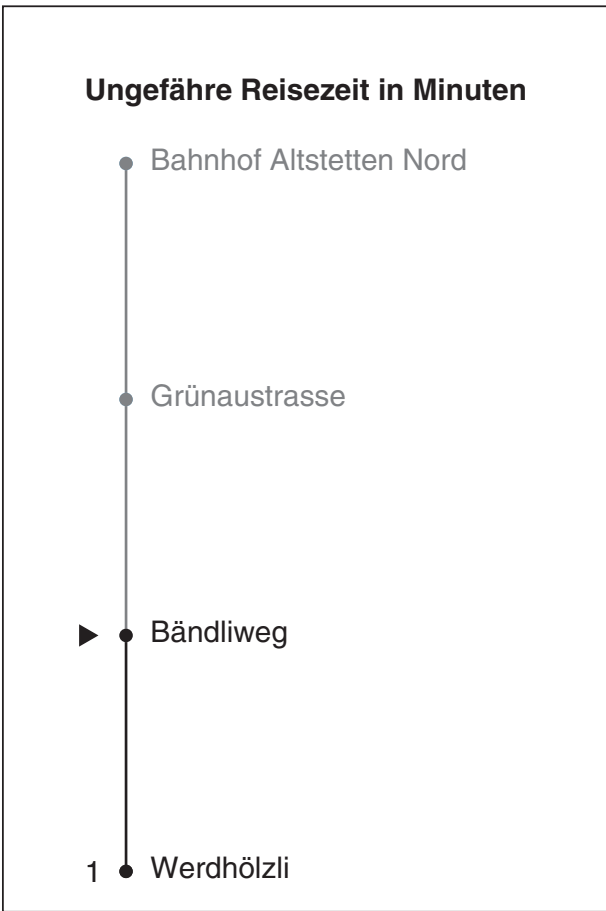 Ungefähre Reisezeit in Minuten
Bahnhof Altstetten Nord
Grünaustrasse
Bändliweg
1 Werdhölzli